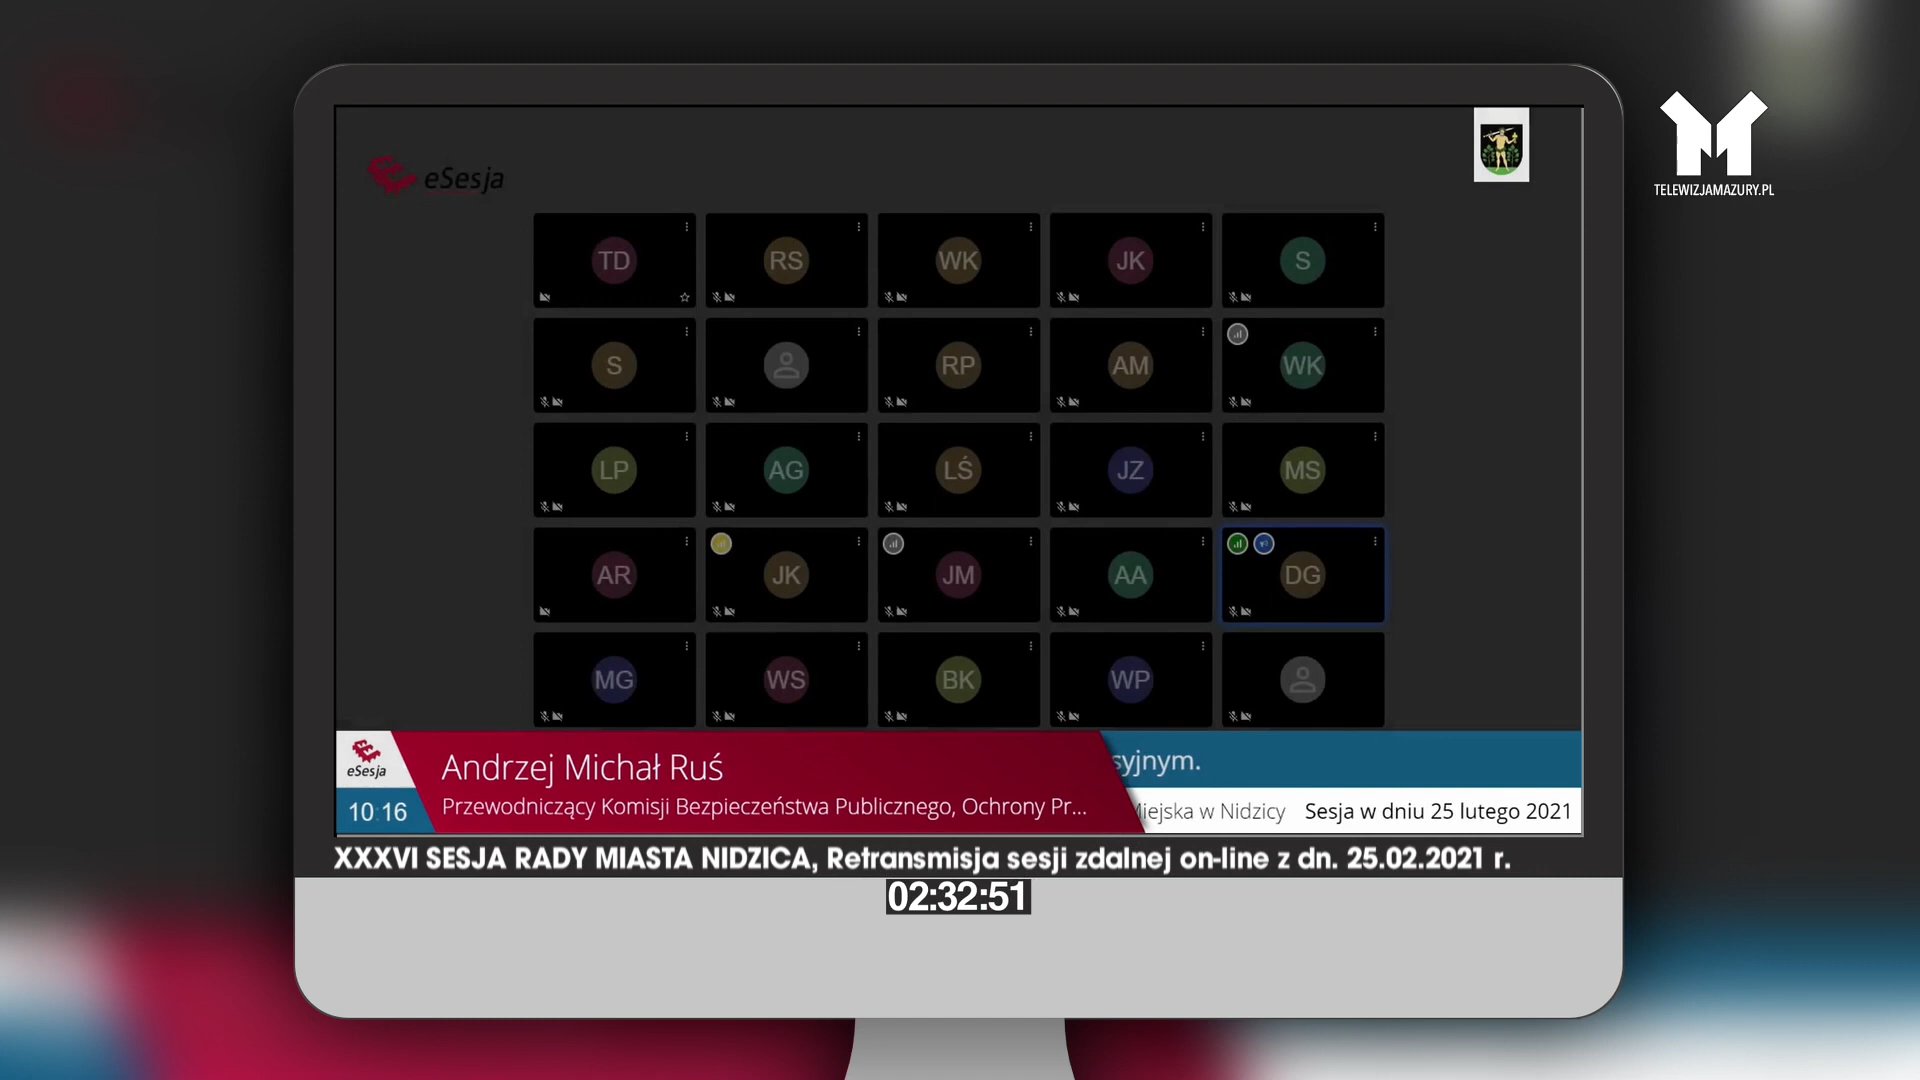 eSesja
TELEWIZJAMAZURY.PL
TD RS WK JK S
S RP AM WK
LP AG LŚ JZ MS
AR JK JM AA DG
MG WS BK WP
eSesja
10:16
Andrzej Michał Ruś
Przewodniczący Komisji Bezpieczeństwa Publicznego, Ochrony Pr...
syjnym.
Miejska w Nidzicy Sesja w dniu 25 lutego 2021
XXXVI SESJA RADY MIASTA NIDZICA, Retransmisja sesji zdalnej on-line z dn. 25.02.2021 r.
02:32:51